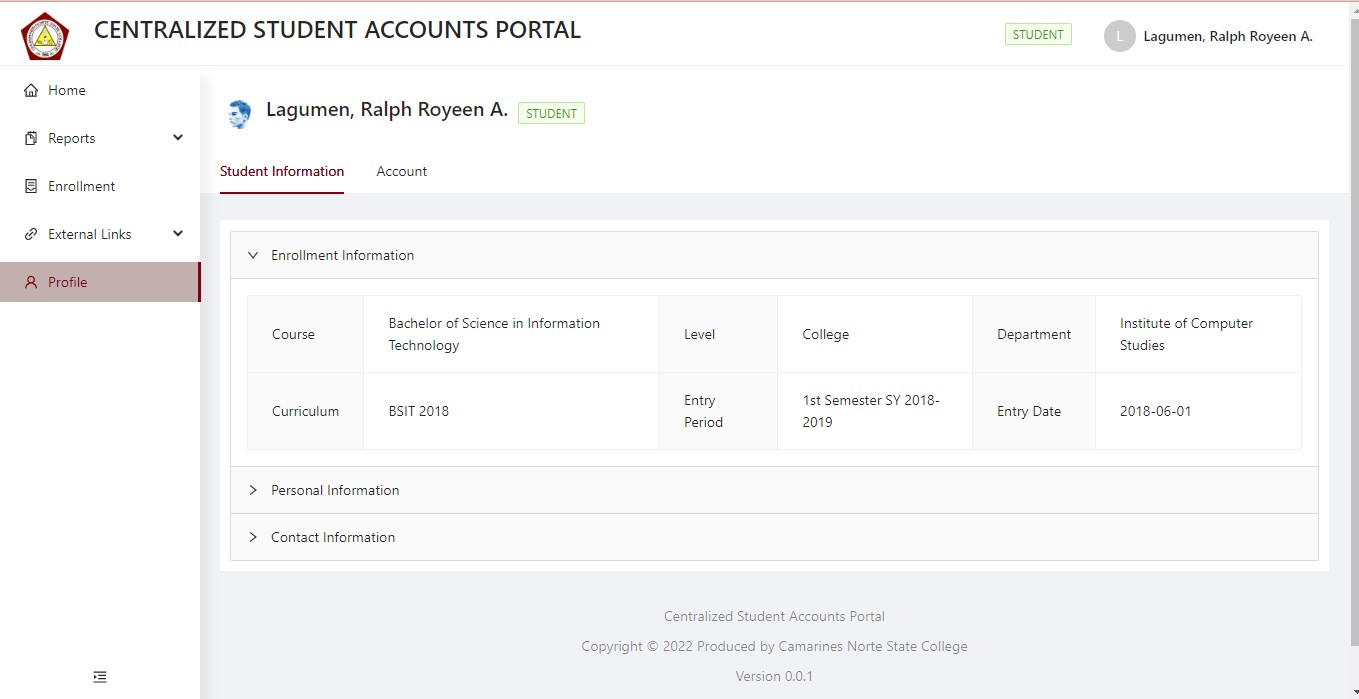 CENTRALIZED STUDENT ACCOUNTS PORTAL
STUDENT
L
Lagumen, Ralph Royeen A.
Home
Reports
Enrollment
External Links
Profile
Lagumen, Ralph Royeen A.
STUDENT
Student Information
Account
Enrollment Information
Course
Bachelor of Science in Information
Technology
Level
College
Department
Institute of Computer
Studies
Curriculum
BSIT 2018
Entry
Period
1st Semester SY 2018-
2019
Entry Date
2018-06-01
Personal Information
Contact Information
Centralized Student Accounts Portal
Copyright © 2022 Produced by Camarines Norte State College
Version 0.0.1